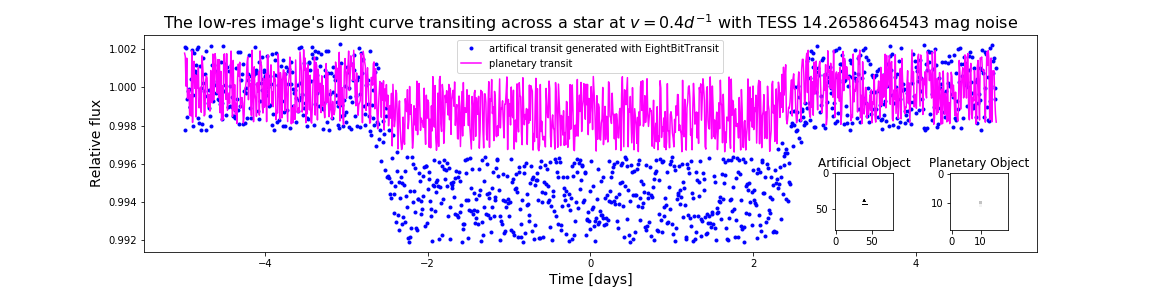 The low-res image's light curve transiting across a star at v = 0.4d⁻¹ with TESS 14.2658664543 mag noise
artifical transit generated with EightBitTransit
planetary transit
Relative flux
1.002
1.000
0.998
0.996
0.994
0.992
Artificial Object
0
50
0
50
Planetary Object
0
10
0
10
−4
−2
0
2
4
Time [days]